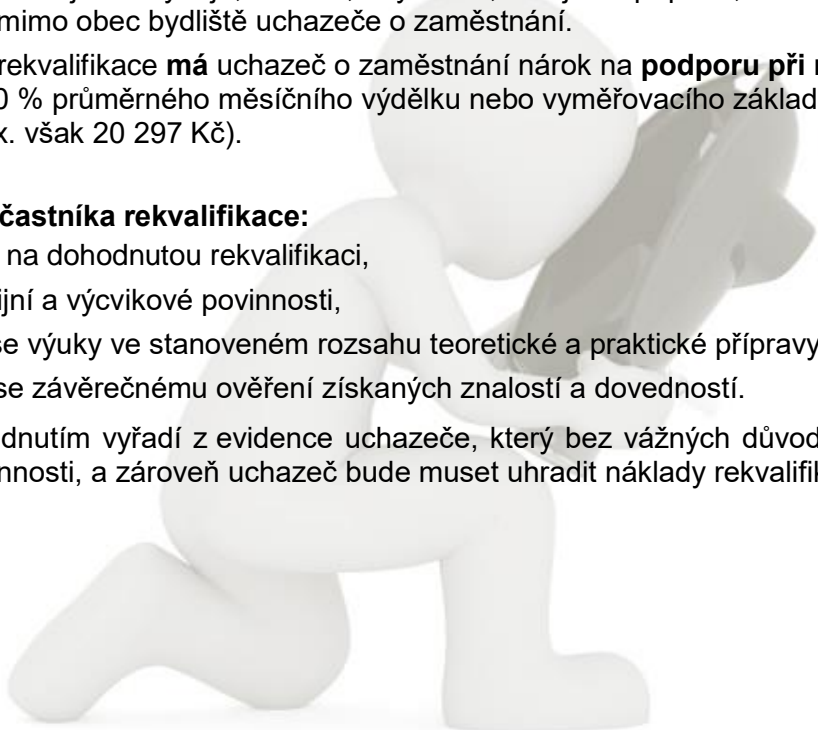 mimo obec bydliště uchazeče o zaměstnání.
rekvalifikace má uchazeč o zaměstnání nárok na podporu při
0 % průměrného měsíčního výdělku nebo vyměřovacího základ
x. však 20 297 Kč).
častníka rekvalifikace:
na dohodnutou rekvalifikaci,
ijní a výcvikové povinnosti,
se výuky ve stanoveném rozsahu teoretické a praktické přípravy
se závěrečnému ověření získaných znalostí a dovedností.
dnutím vyřadí z evidence uchazeče, který bez vážných důvod
nnosti, a zároveň uchazeč bude muset uhradit náklady rekvalifik